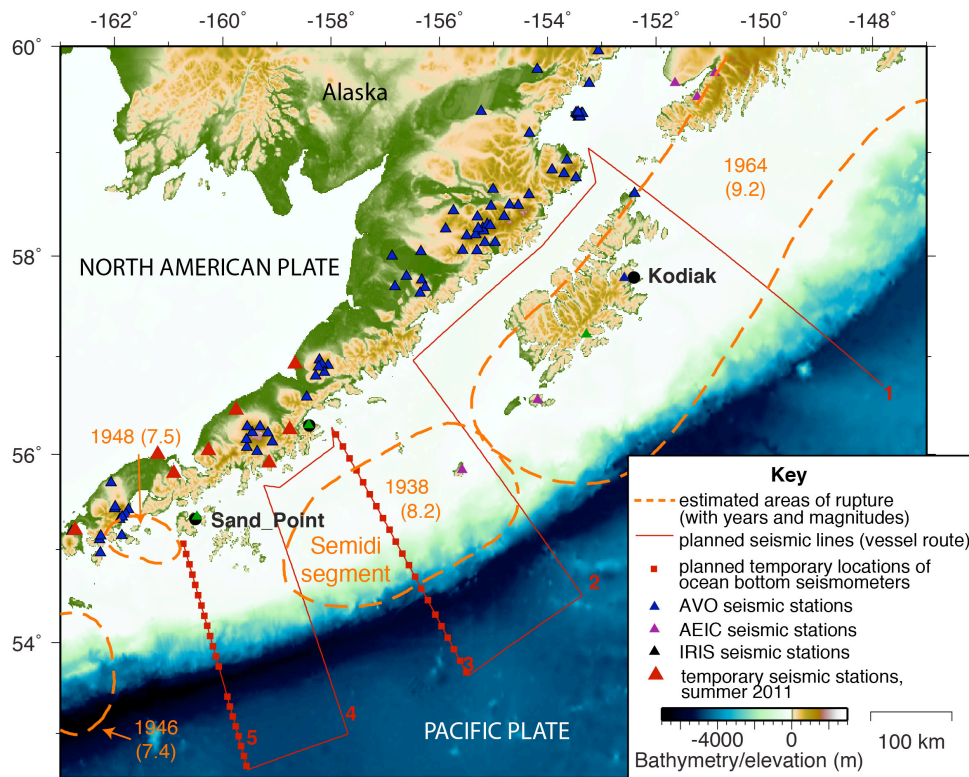 -162° -160° -158° -156° -154° -152° -150° -148°
60°
Alaska
1964
(9.2)
58°
NORTH AMERICAN PLATE
Kodiak
1
1948 (7.5)
56°
1938
(8.2)
Sand_Point
Semidi
segment
2
54°
3
4
1946
(7.4)
5
PACIFIC PLATE
Key
estimated areas of rupture
(with years and magnitudes)
planned seismic lines (vessel route)
planned temporary locations of
ocean bottom seismometers
AVO seismic stations
AEIC seismic stations
IRIS seismic stations
temporary seismic stations,
summer 2011
-4000 0
Bathymetry/elevation (m)
100 km